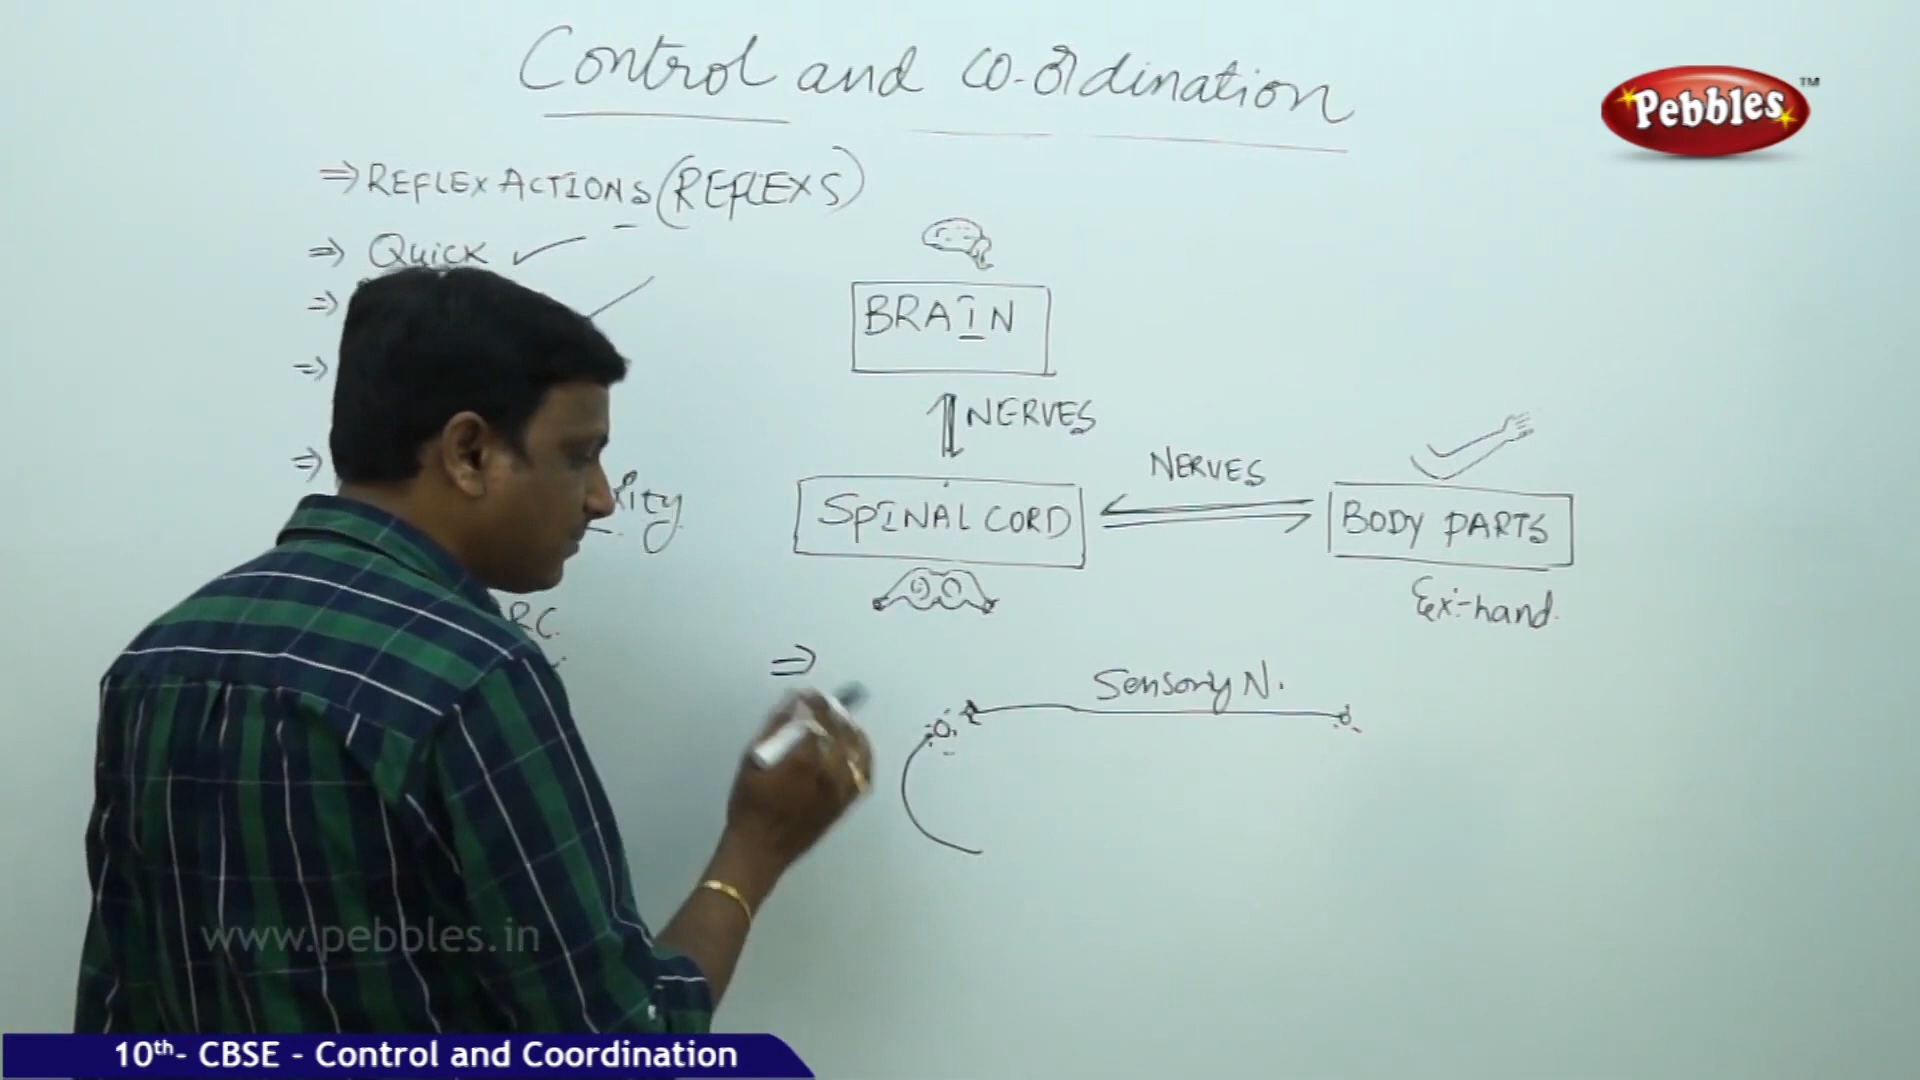 Control and co-ordination
Pebbles TM
⇒ REFLEX ACTIONS (REFLEXS)
⇒ Quick ✓
⇒
⇒
⇒
BRAIN
NERVES
NERVES
SPINAL CORD
BODY PARTS
Ex:-hand.
⇒
Sensory N.
www.pebbles.in
10th- CBSE - Control and Coordination